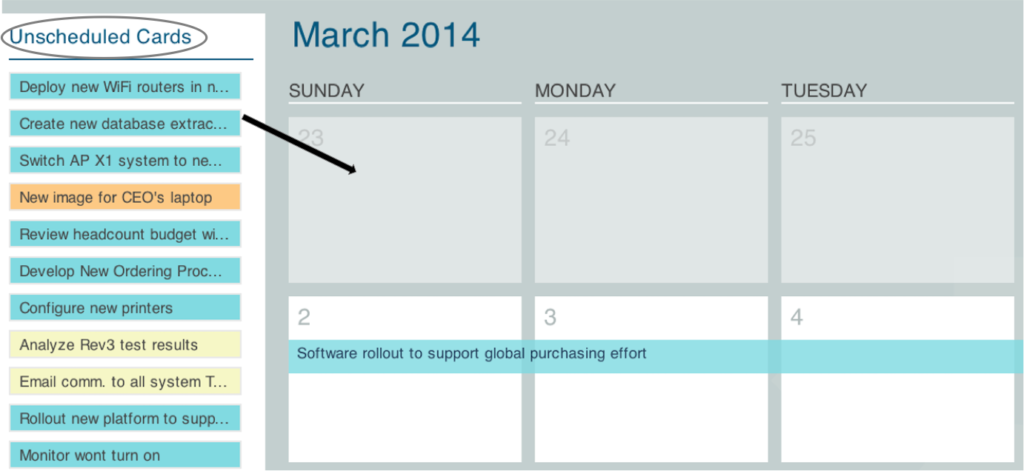 Unscheduled Cards
Deploy new WiFi routers in n...
Create new database extrac...
Switch AP X1 system to ne...
New image for CEO's laptop
Review headcount budget wi...
Develop New Ordering Proc...
Configure new printers
Analyze Rev3 test results
Email comm. to all system T...
Rollout new platform to supp...
Monitor wont turn on
March 2014
SUNDAY MONDAY TUESDAY
23 24 25
2 3 4
Software rollout to support global purchasing effort